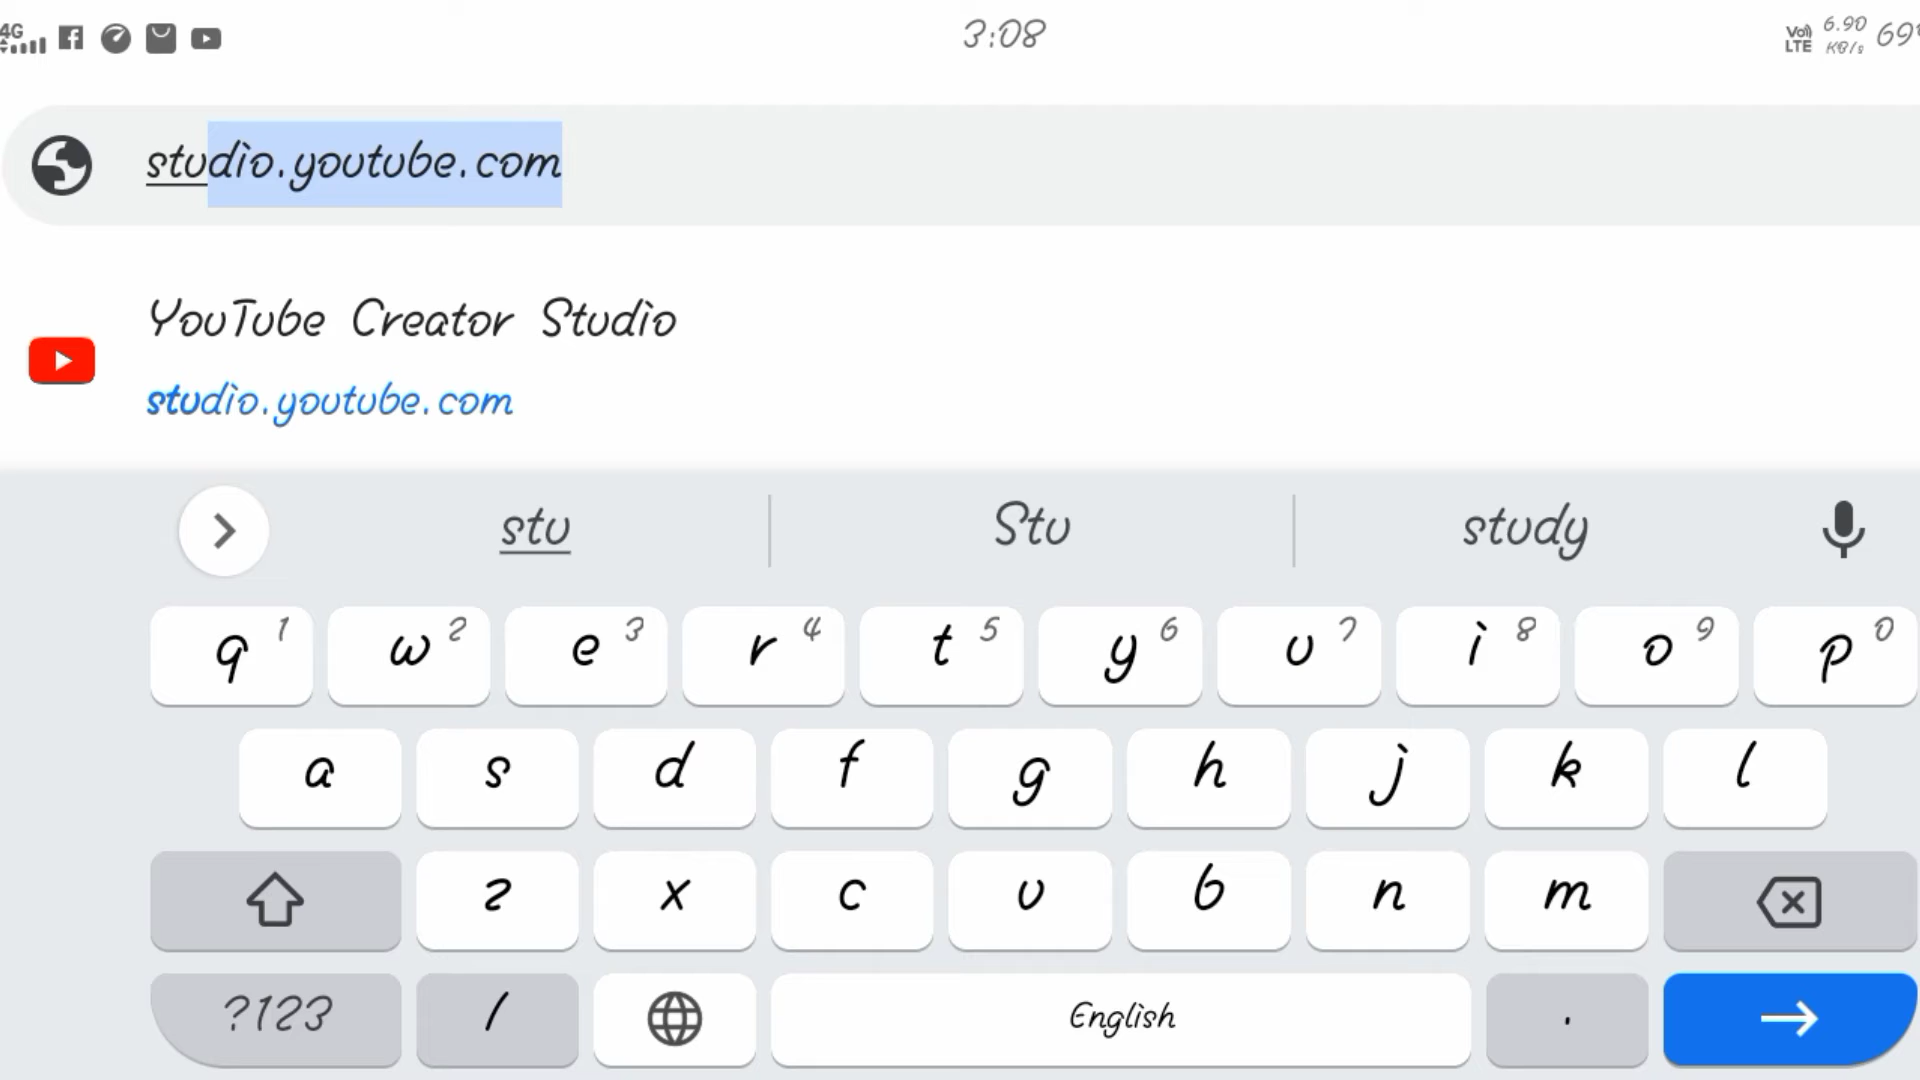 4G 3:08 Vo) LTE 6.90 KB/s 69
studio.youtube.com
YouTube Creator Studio
studio.youtube.com
stu Stu study
q 1 w 2 e 3 r 4 t 5 y 6 u 7 i 8 o 9 p 0
a s d f g h j k l
z x c v b n m
?123 / English .